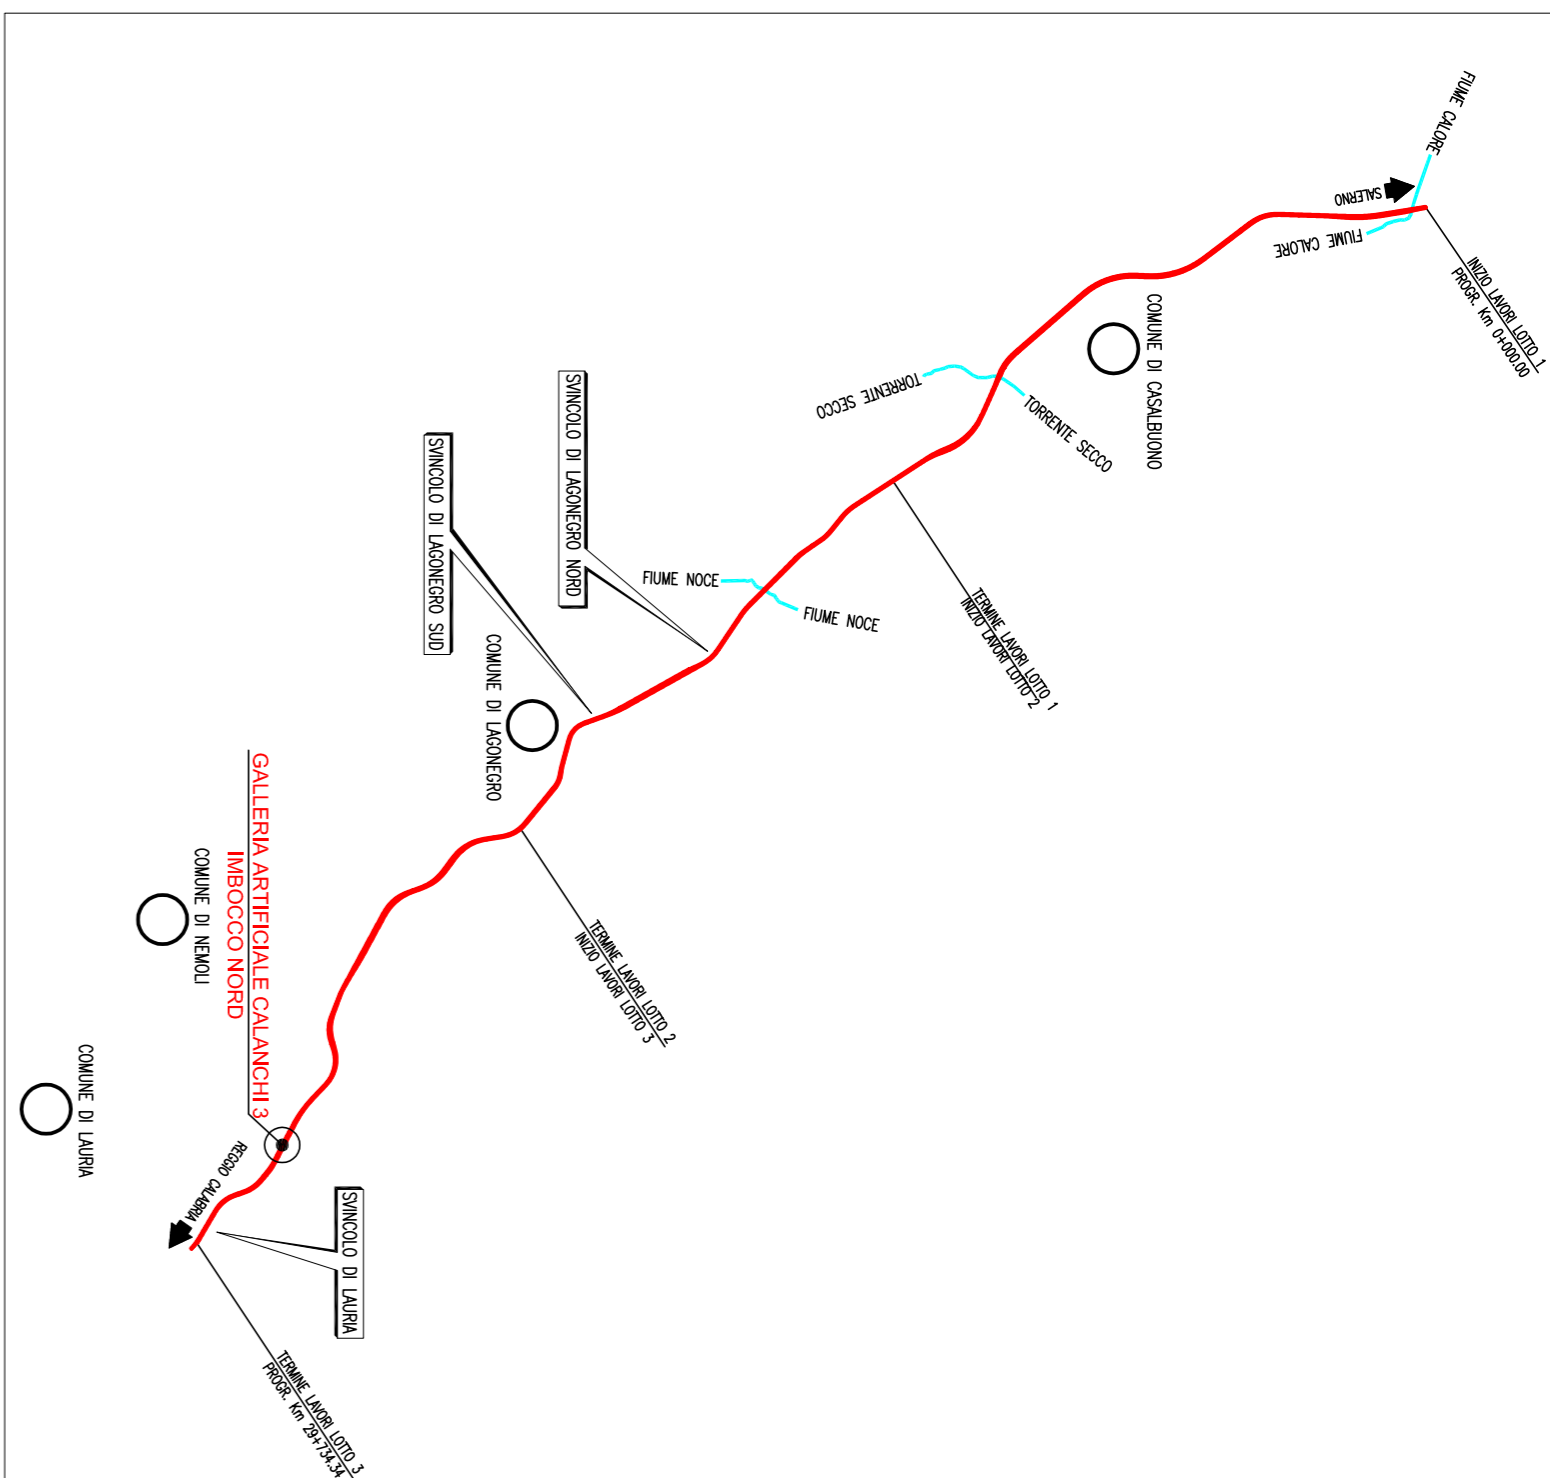 FIUME CALORE
SALERNO
FIUME CALORE
INIZIO LAVORI LOTTO 1
PROGR. Km 0+000.00
COMUNE DI CASALBUONO
TORRENTE SECCO
TORRENTE SECCO
TERMINE LAVORI LOTTO 1
INIZIO LAVORI LOTTO 2
FIUME NOCE
FIUME NOCE
SVINCOLO DI LAGONEGRO NORD
SVINCOLO DI LAGONEGRO SUD
COMUNE DI LAGONEGRO
TERMINE LAVORI LOTTO 2
INIZIO LAVORI LOTTO 3
GALLERIA ARTIFICIALE CALANCHI 3
IMBOCCO NORD
COMUNE DI NEMOLI
COMUNE DI LAURIA
REGGIO CALABRIA
SVINCOLO DI LAURIA
TERMINE LAVORI LOTTO 3
PROGR. Km 29+734.34